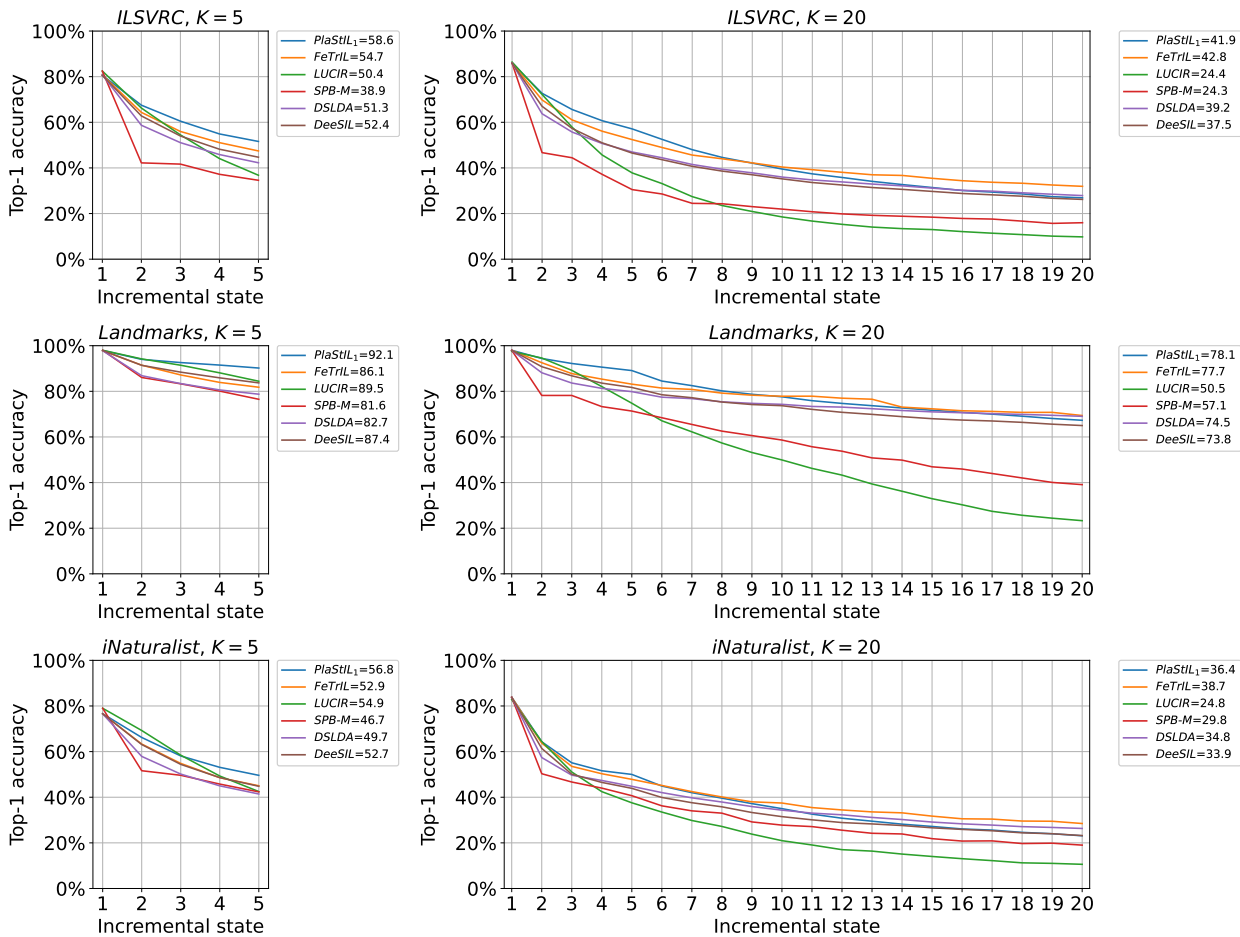 ILSVRC, K = 5
100%
80%
60%
40%
20%
0%
Top-1 accuracy
1 2 3 4 5
Incremental state
PlaStIL₁=58.6
FeTrIL=54.7
LUCIR=50.4
SPB-M=38.9
DSLDA=51.3
DeeSIL=52.4
ILSVRC, K = 20
100%
80%
60%
40%
20%
0%
Top-1 accuracy
1 2 3 4 5 6 7 8 9 10 11 12 13 14 15 16 17 18 19 20
Incremental state
PlaStIL₁=41.9
FeTrIL=42.8
LUCIR=24.4
SPB-M=24.3
DSLDA=39.2
DeeSIL=37.5
Landmarks, K = 5
100%
80%
60%
40%
20%
0%
Top-1 accuracy
1 2 3 4 5
Incremental state
PlaStIL₁=92.1
FeTrIL=86.1
LUCIR=89.5
SPB-M=81.6
DSLDA=82.7
DeeSIL=87.4
Landmarks, K = 20
100%
80%
60%
40%
20%
0%
Top-1 accuracy
1 2 3 4 5 6 7 8 9 10 11 12 13 14 15 16 17 18 19 20
Incremental state
PlaStIL₁=78.1
FeTrIL=77.7
LUCIR=50.5
SPB-M=57.1
DSLDA=74.5
DeeSIL=73.8
iNaturalist, K = 5
100%
80%
60%
40%
20%
0%
Top-1 accuracy
1 2 3 4 5
Incremental state
PlaStIL₁=56.8
FeTrIL=52.9
LUCIR=54.9
SPB-M=46.7
DSLDA=49.7
DeeSIL=52.7
iNaturalist, K = 20
100%
80%
60%
40%
20%
0%
Top-1 accuracy
1 2 3 4 5 6 7 8 9 10 11 12 13 14 15 16 17 18 19 20
Incremental state
PlaStIL₁=36.4
FeTrIL=38.7
LUCIR=24.8
SPB-M=29.8
DSLDA=34.8
DeeSIL=33.9